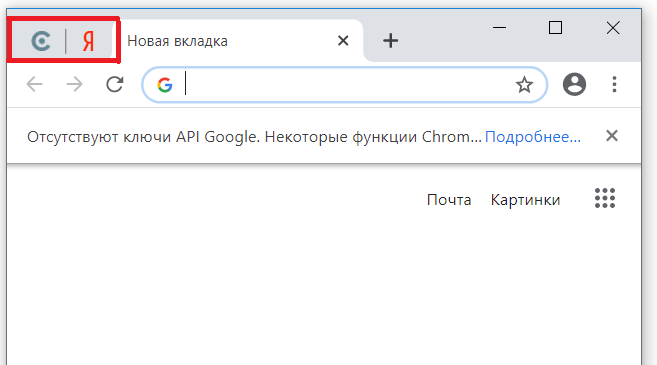 Я Новая вкладка
Отсутствуют ключи API Google. Некоторые функции Chrom... Подробнее...
Почта Картинки